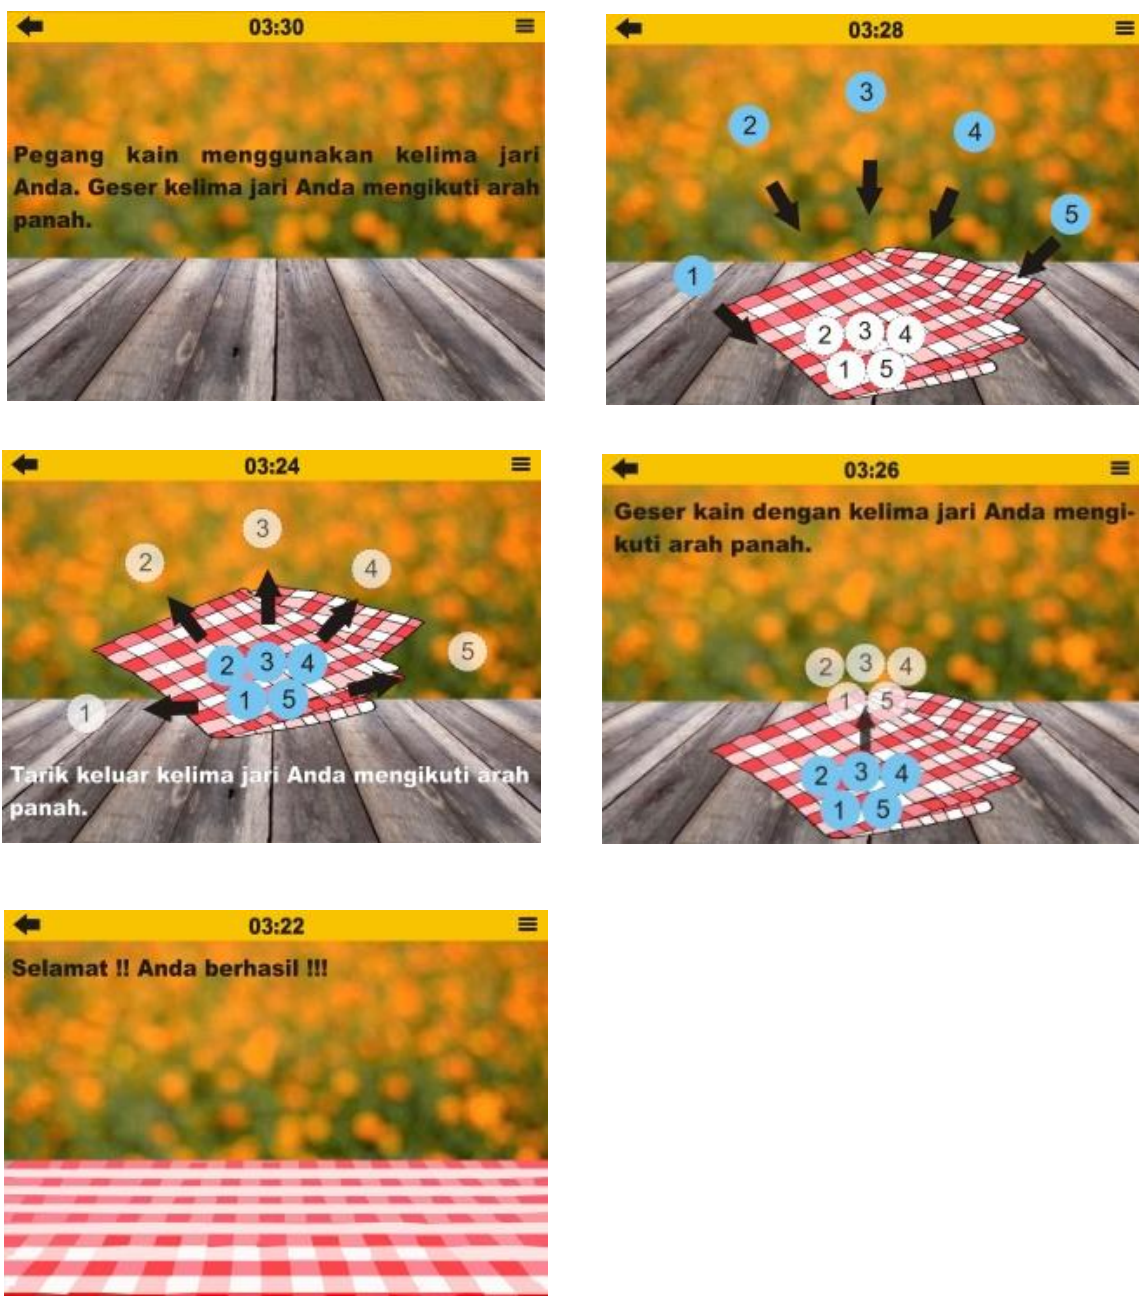 03:30
Pegang kain menggunakan kelima jari
Anda. Geser kelima jari Anda mengikuti arah
panah.
03:28
3
2
4
5
1
2 3 4
1 5
03:24
3
2
4
5
2 3 4
1 5
1
Tarik keluar kelima jari Anda mengikuti arah
panah.
03:26
Geser kain dengan kelima jari Anda mengi-
kuti arah panah.
2 3 4
1 5
2 3 4
1 5
03:22
Selamat !! Anda berhasil !!!